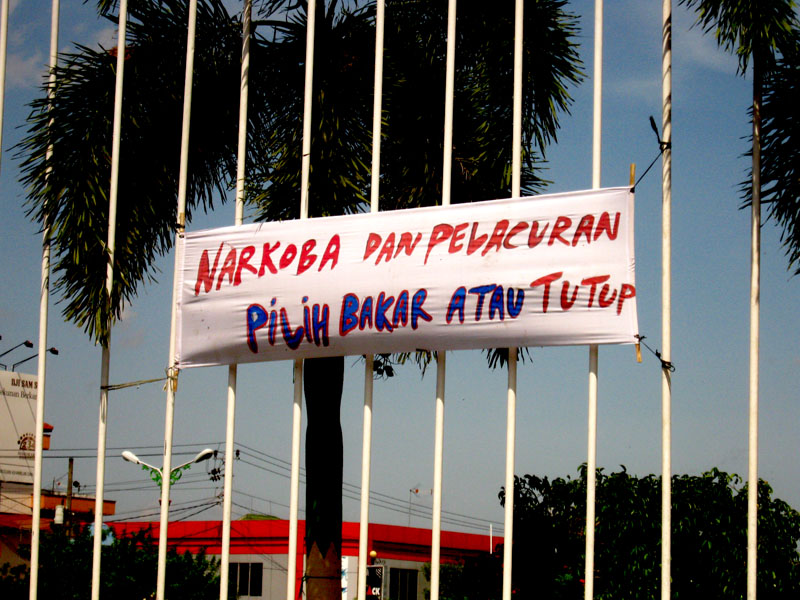 NARKOBA DAN PELACURAN
PILIH BAKAR ATAU TUTUP